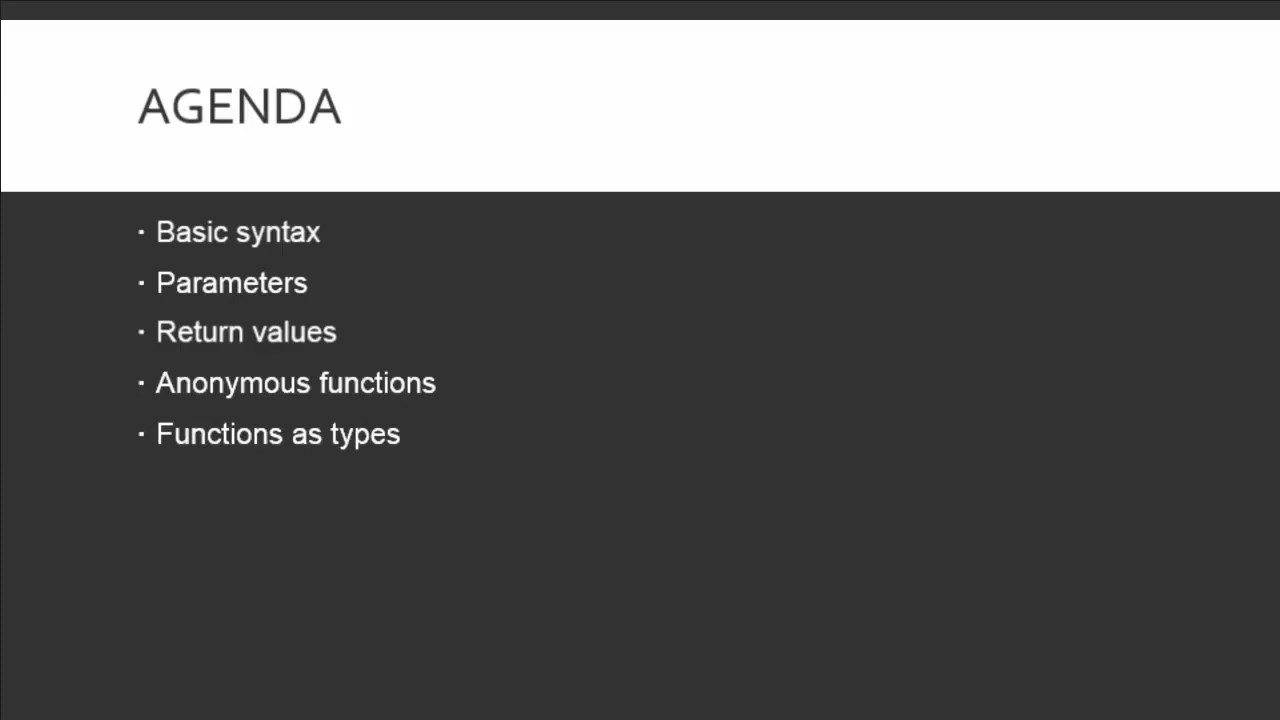 AGENDA
· Basic syntax
· Parameters
· Return values
· Anonymous functions
· Functions as types